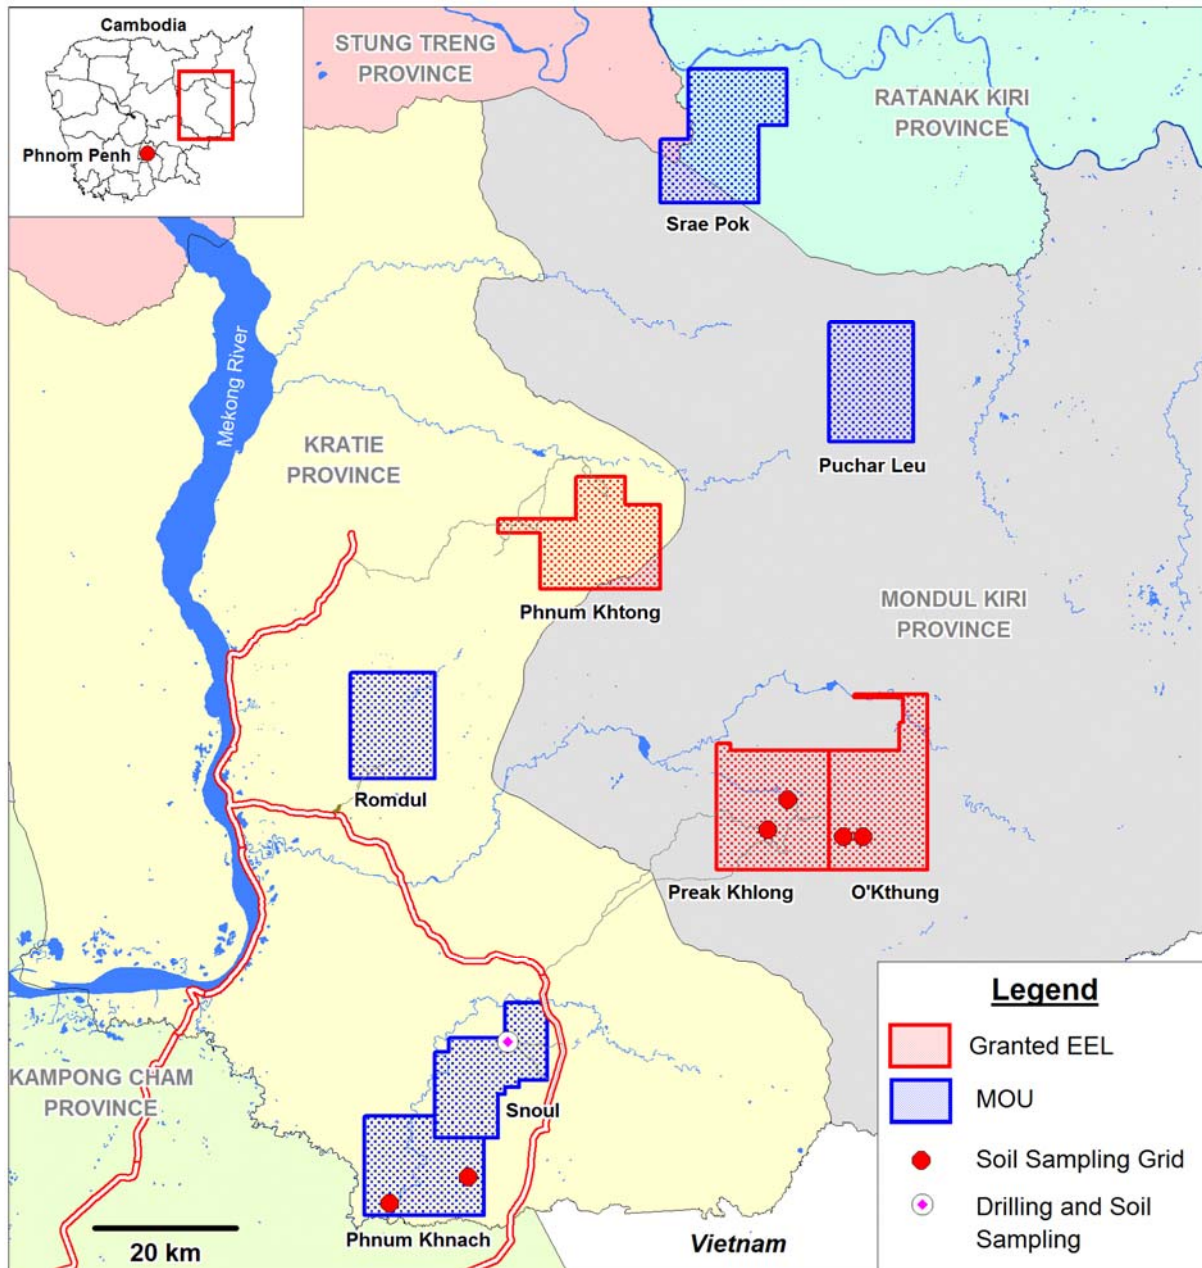 Cambodia
Phnom Penh
STUNG TRENG
PROVINCE
RATANAK KIRI
PROVINCE
Srae Pok
Mekong River
KRATIE
PROVINCE
Puchar Leu
Phnum Khtong
MONDUL KIRI
PROVINCE
Romdul
Preak Khlong
O'Kthung
KAMPONG CHAM
PROVINCE
Snoul
Phnum Khnach
20 km
Vietnam
Legend
Granted EEL
MOU
Soil Sampling Grid
Drilling and Soil
Sampling